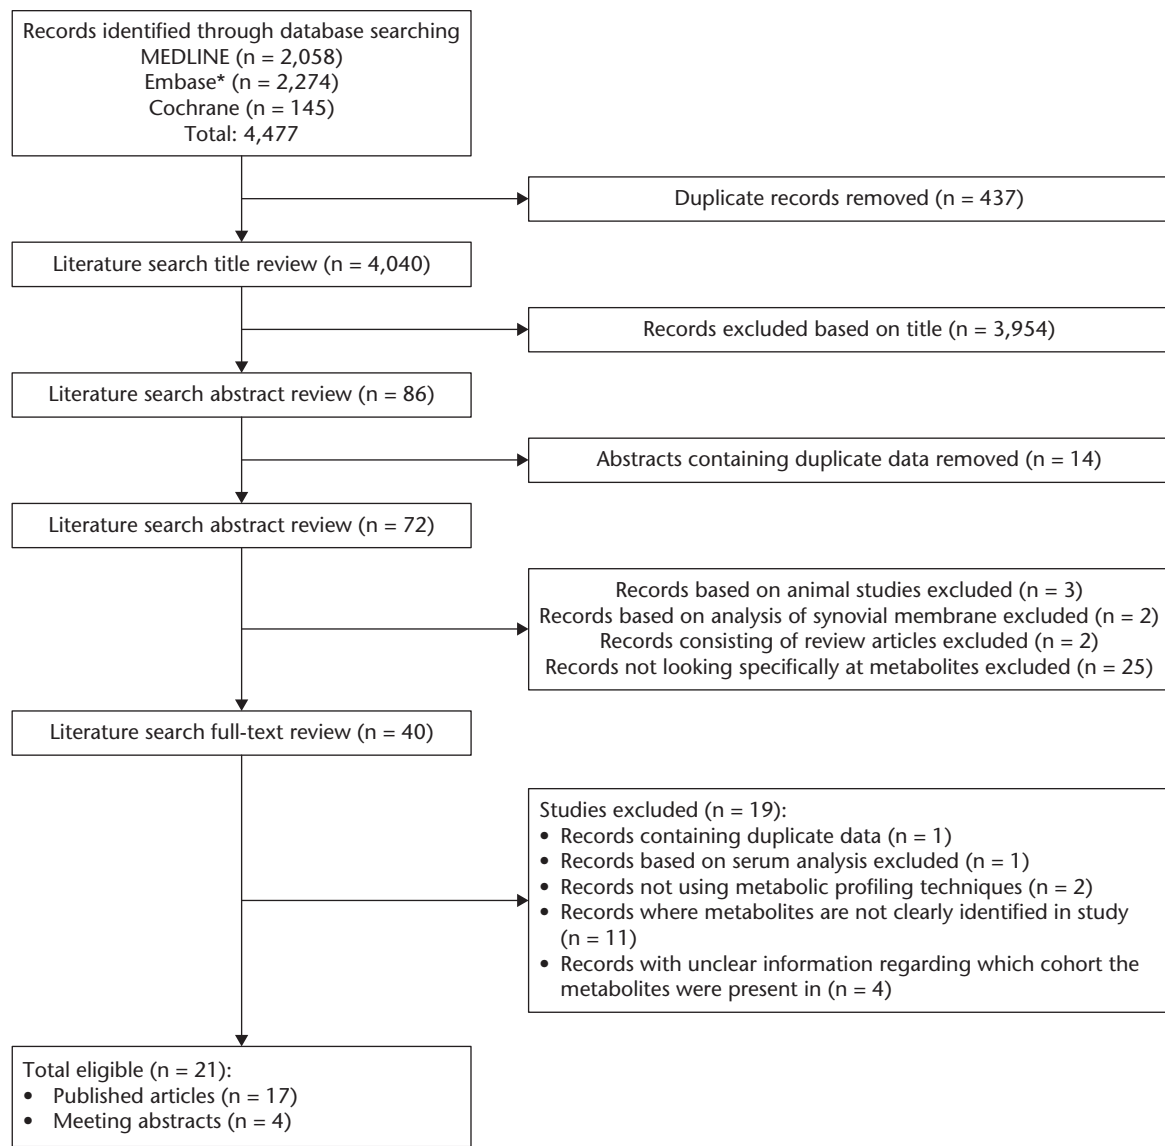 Records identified through database searching
MEDLINE (n = 2,058)
Embase* (n = 2,274)
Cochrane (n = 145)
Total: 4,477
Duplicate records removed (n = 437)
Literature search title review (n = 4,040)
Records excluded based on title (n = 3,954)
Literature search abstract review (n = 86)
Abstracts containing duplicate data removed (n = 14)
Literature search abstract review (n = 72)
Records based on animal studies excluded (n = 3)
Records based on analysis of synovial membrane excluded (n = 2)
Records consisting of review articles excluded (n = 2)
Records not looking specifically at metabolites excluded (n = 25)
Literature search full-text review (n = 40)
Studies excluded (n = 19):
• Records containing duplicate data (n = 1)
• Records based on serum analysis excluded (n = 1)
• Records not using metabolic profiling techniques (n = 2)
• Records where metabolites are not clearly identified in study
(n = 11)
• Records with unclear information regarding which cohort the
metabolites were present in (n = 4)
Total eligible (n = 21):
• Published articles (n = 17)
• Meeting abstracts (n = 4)